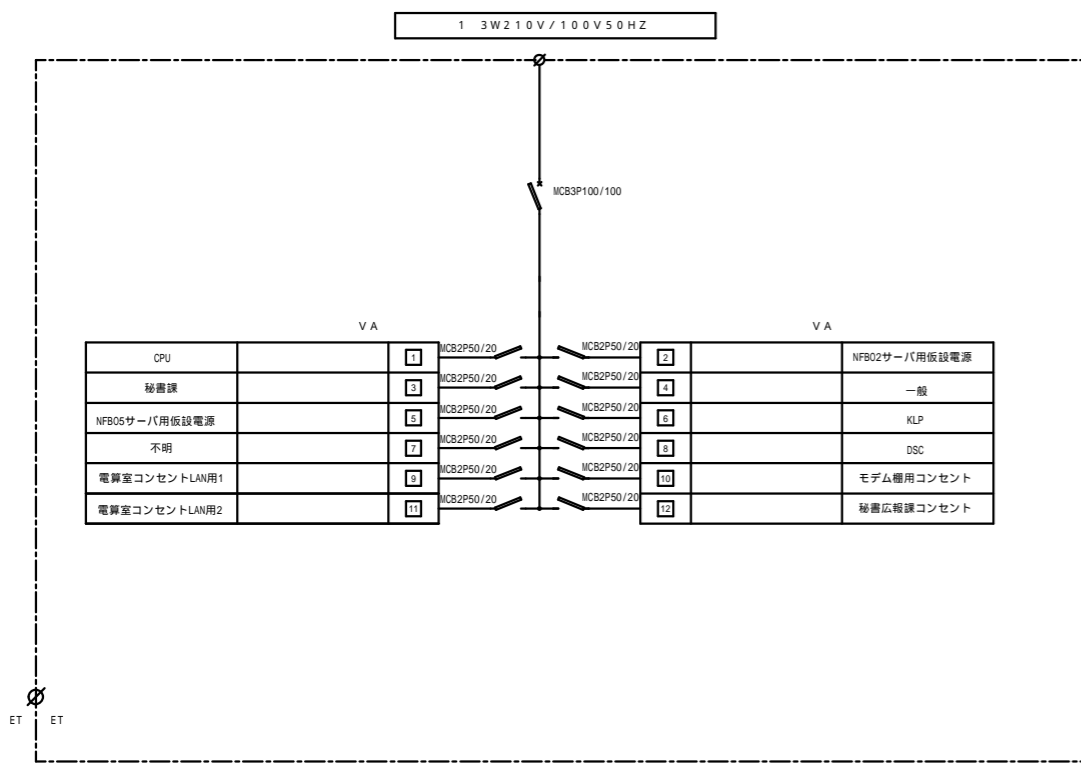 1 3W210V/100V50HZ
MCB3P100/100
VA
VA
CPU 1 MCB2P50/20 MCB2P50/20 2 NFB02サーバ用仮設電源
秘書課 3 MCB2P50/20 MCB2P50/20 4 一般
NFB05サーバ用仮設電源 5 MCB2P50/20 MCB2P50/20 6 KLP
不明 7 MCB2P50/20 MCB2P50/20 8 DSC
電算室コンセントLAN用1 9 MCB2P50/20 MCB2P50/20 10 モデム棚用コンセント
電算室コンセントLAN用2 11 MCB2P50/20 MCB2P50/20 12 秘書広報課コンセント
ET ET